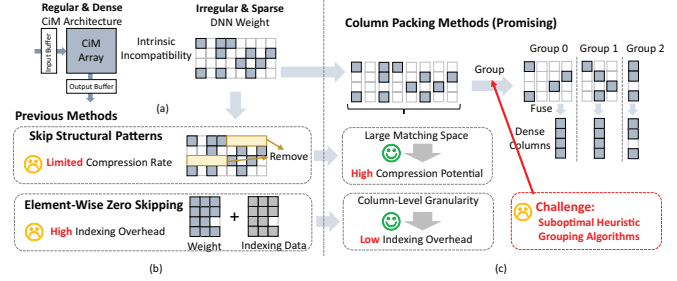 Regular & Dense
CiM Architecture
Input Buffer
CiM
Array
Output Buffer
(a)
Intrinsic
Incompatibility
Irregular & Sparse
DNN Weight
Previous Methods
Skip Structural Patterns
Limited Compression Rate
Remove
Element-Wise Zero Skipping
High Indexing Overhead
+
Weight
Indexing Data
(b)
Column Packing Methods (Promising)
Group
Group 0
Group 1
Group 2
Fuse
Dense
Columns
Large Matching Space
High Compression Potential
Column-Level Granularity
Low Indexing Overhead
Challenge:
Suboptimal Heuristic
Grouping Algorithms
(c)